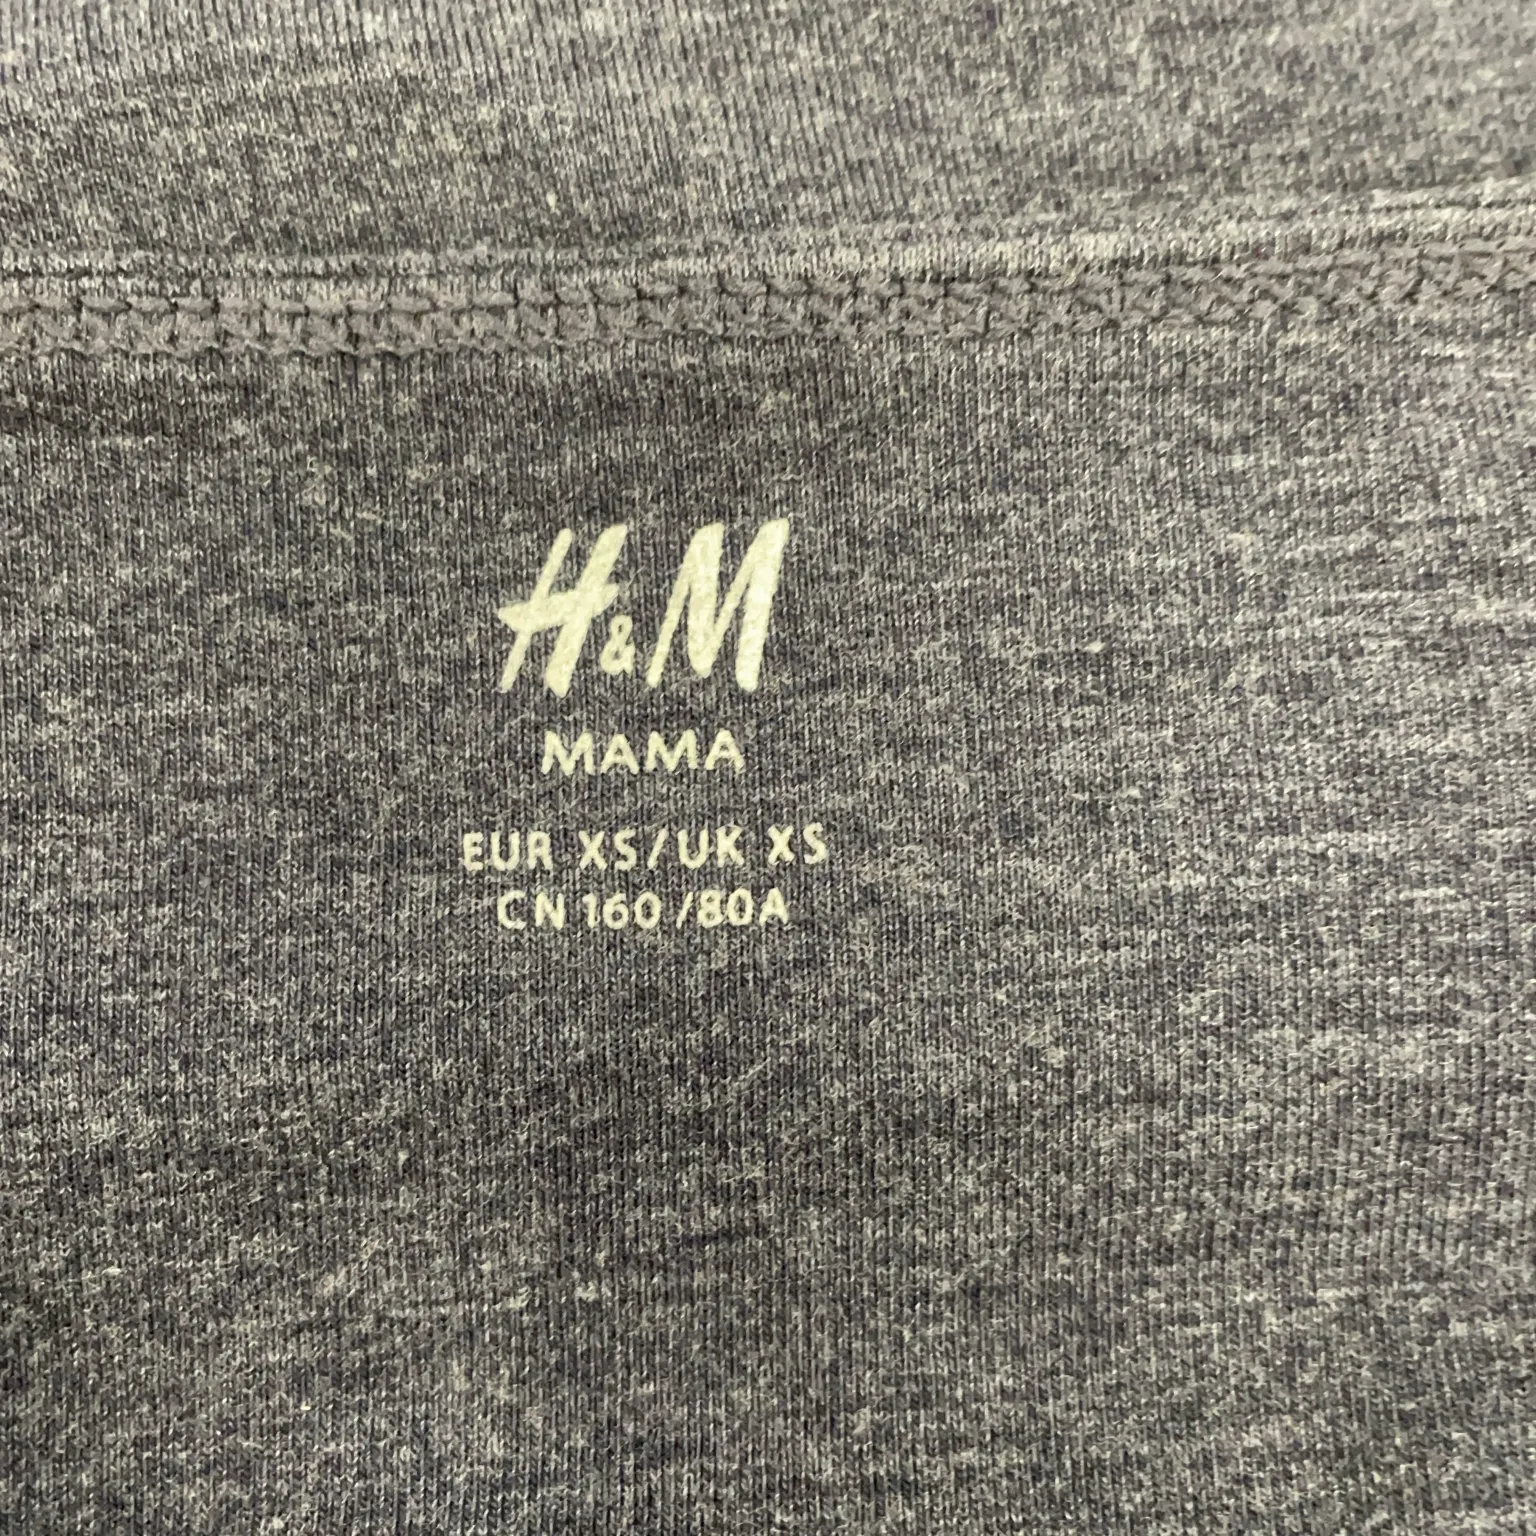 H&M
MAMA
EUR XS/UK XS
CN 160/80A